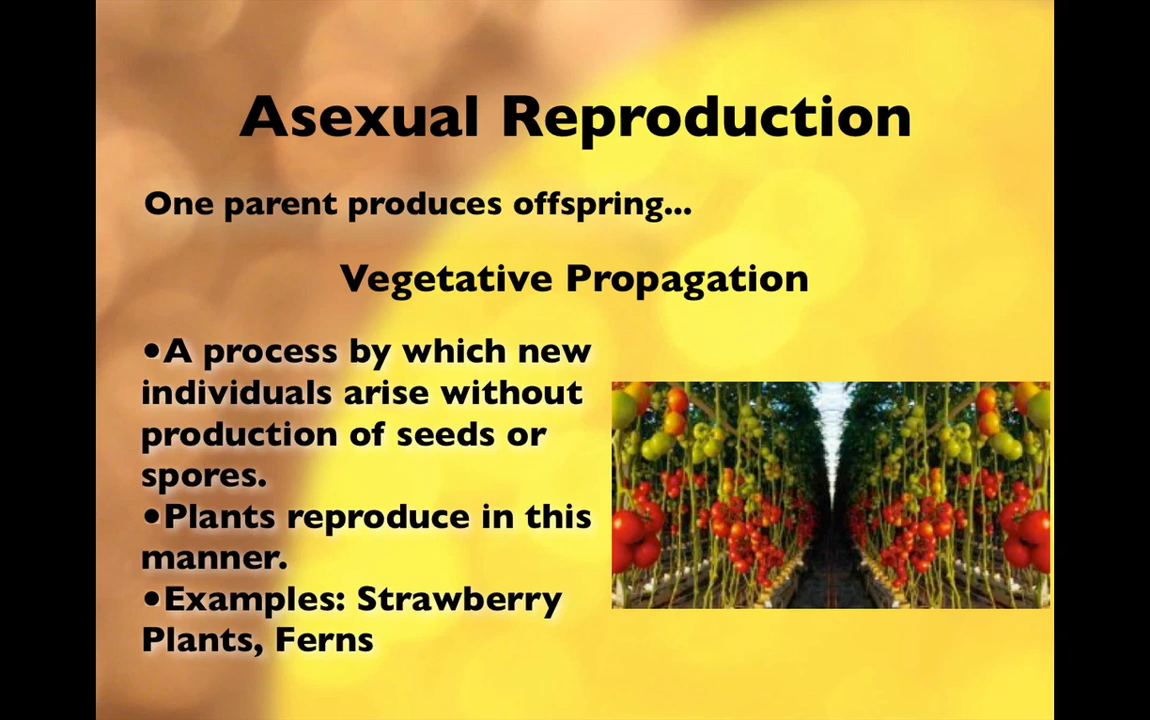 Asexual Reproduction
One parent produces offspring...
Vegetative Propagation
•A process by which new
individuals arise without
production of seeds or
spores.
•Plants reproduce in this
manner.
•Examples: Strawberry
Plants, Ferns